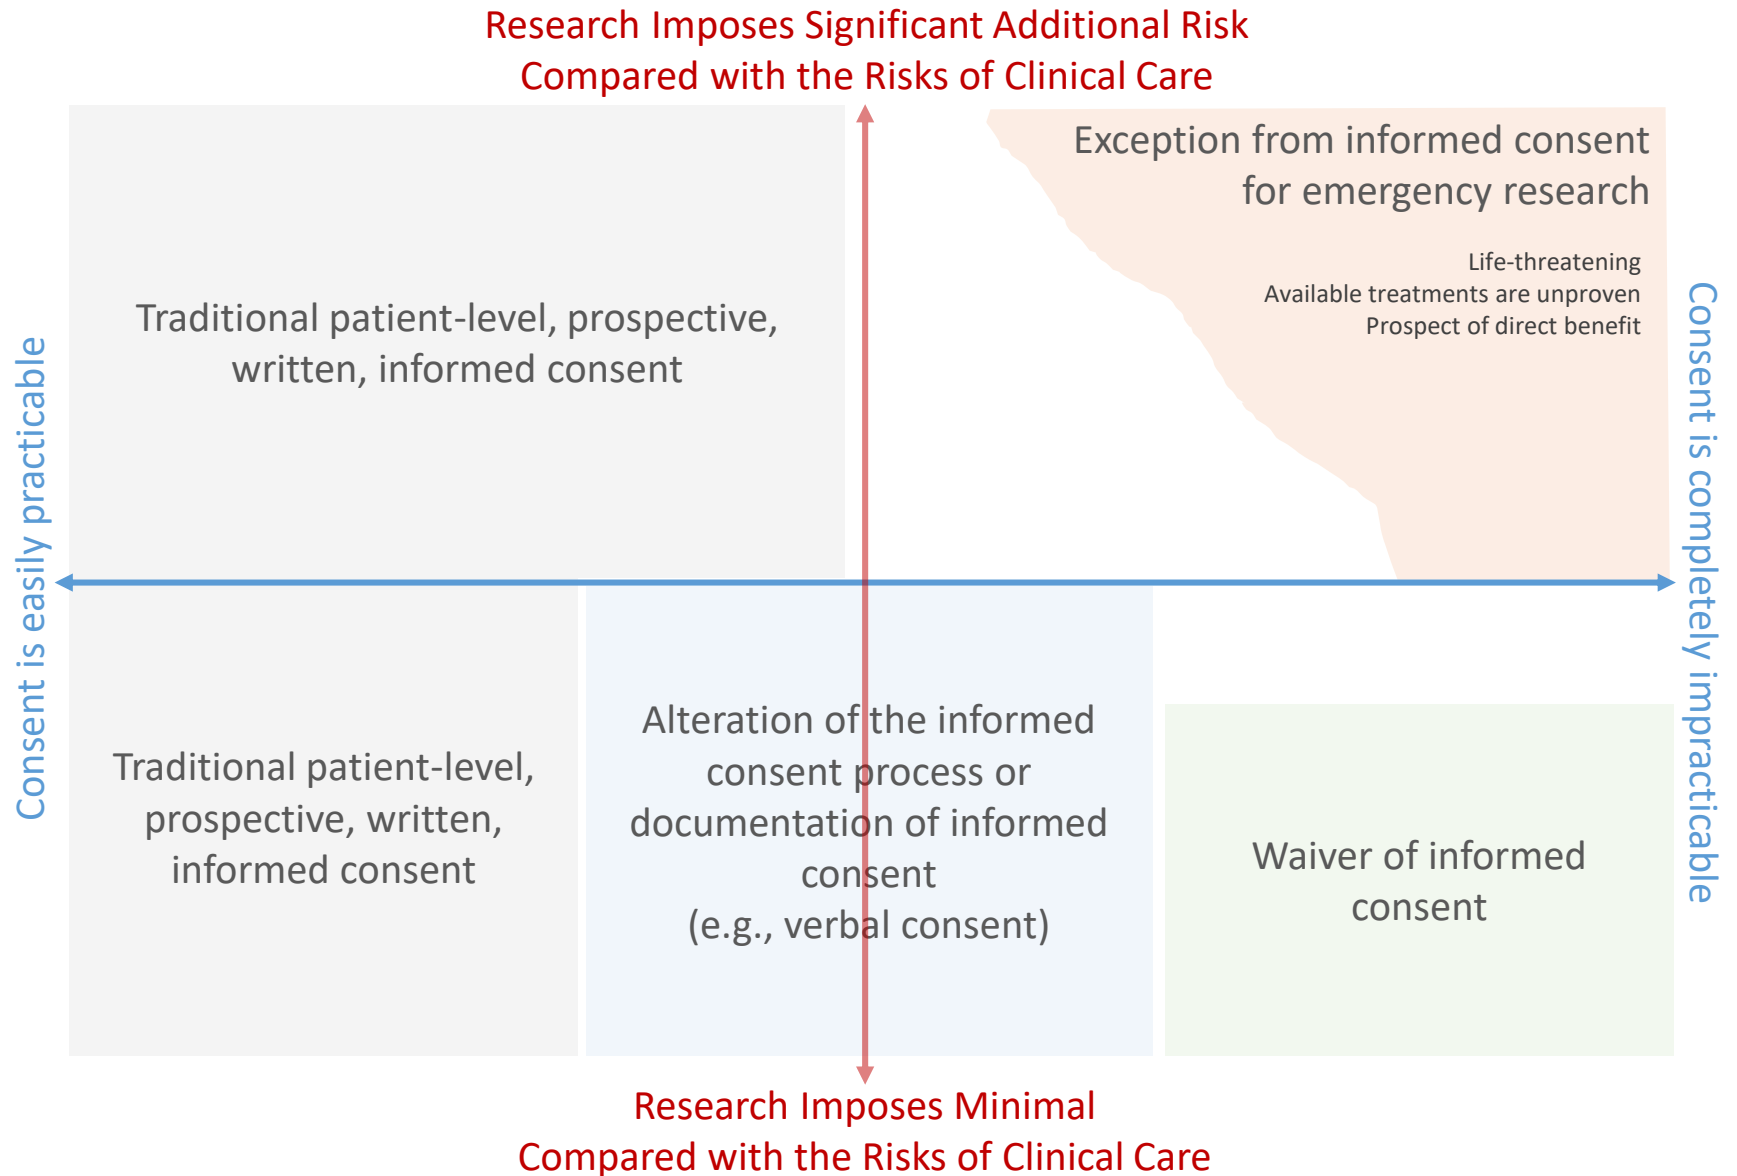 Research Imposes Significant Additional Risk
Compared with the Risks of Clinical Care
Exception from informed consent
for emergency research
Life-threatening
Available treatments are unproven
Prospect of direct benefit
Traditional patient-level, prospective,
written, informed consent
Consent is easily practicable
Consent is completely impracticable
Traditional patient-level,
prospective, written,
informed consent
Alteration of the informed
consent process or
documentation of informed
consent
(e.g., verbal consent)
Waiver of informed
consent
Research Imposes Minimal
Compared with the Risks of Clinical Care